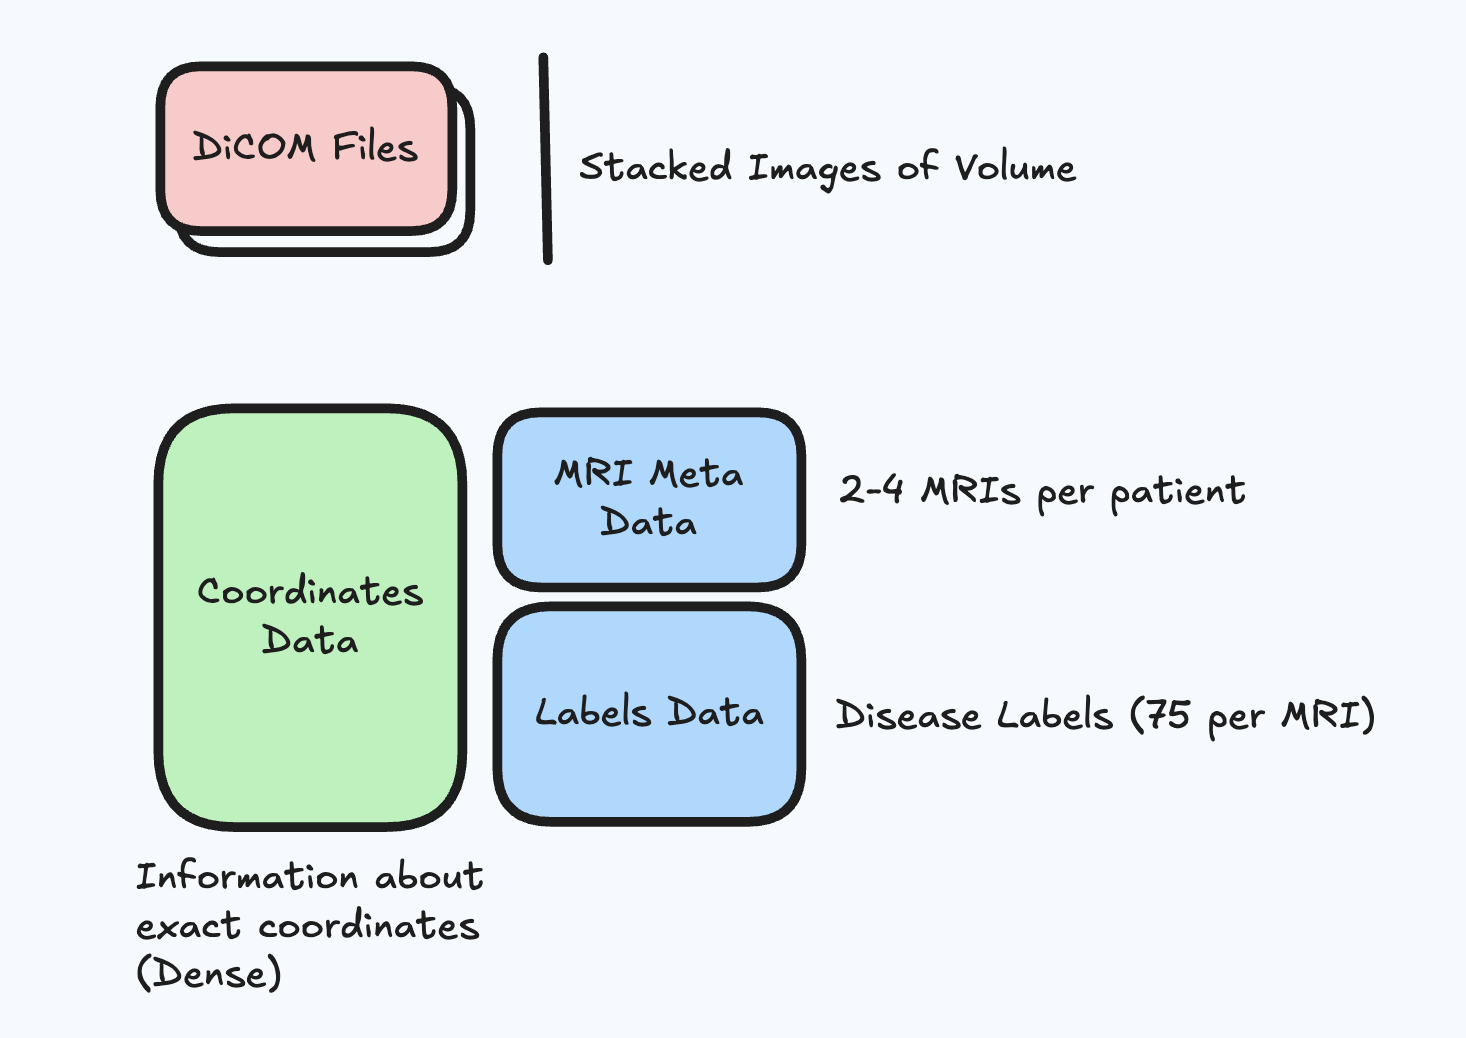 DiCOM Files
Stacked Images of Volume
Coordinates
Data
MRI Meta
Data
2-4 MRIs per patient
Labels Data
Disease Labels (75 per MRI)
Information about
exact coordinates
(Dense)